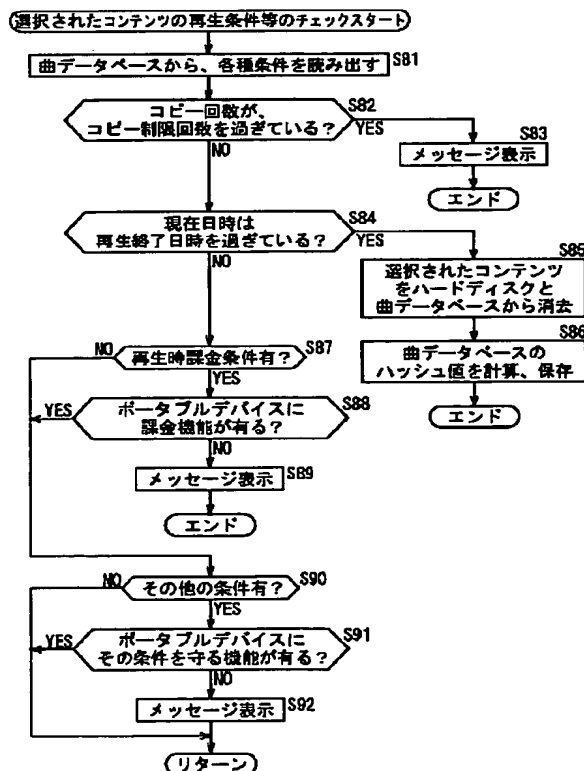 選択されたコンテンツの再生条件等のチェックスタート
曲データベースから、各種条件を読み出す
S81
コピー回数が、
コピー制限回数を過ぎている?
S82
YES
NO
S83
メッセージ表示
エンド
現在日時は
再生終了日時を過ぎている?
S84
YES
NO
S85
選択されたコンテンツ
をハードディスクと
曲データベースから消去
S86
曲データベースの
ハッシュ値を計算、保存
エンド
NO
再生時課金条件有?
S87
YES
YES
ポータブルデバイスに
課金機能が有る?
S88
NO
メッセージ表示
S89
エンド
NO
その他の条件有?
S90
YES
YES
ポータブルデバイスに
その条件を守る機能が有る?
S91
NO
メッセージ表示
S92
リターン